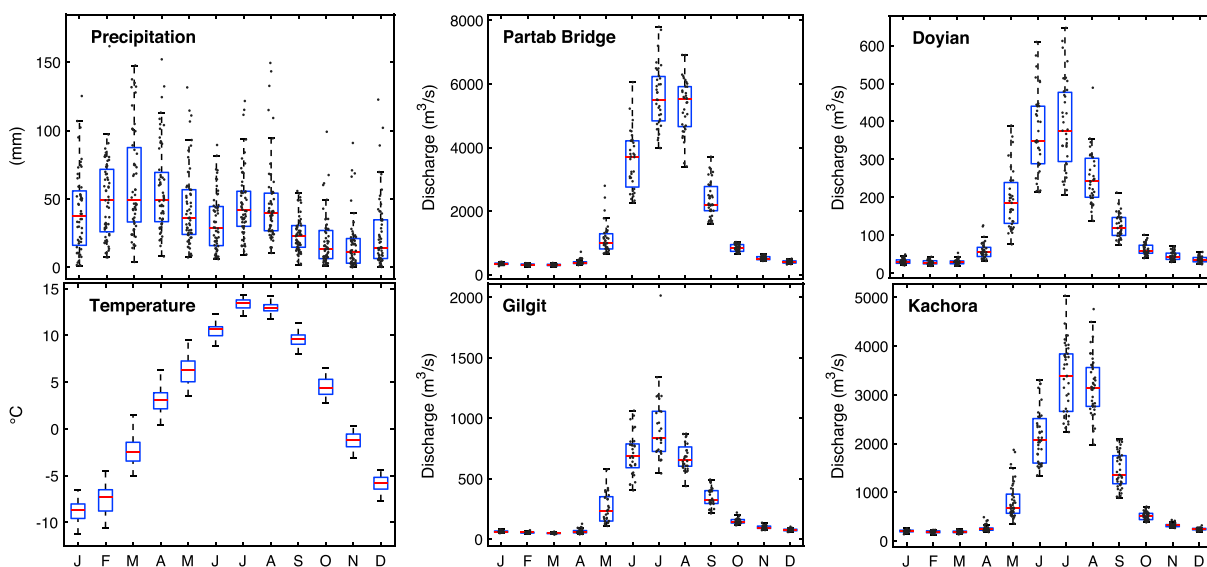 Precipitation
(mm)
150
100
50
0
Partab Bridge
Discharge (m³/s)
8000
6000
4000
2000
0
Doyian
Discharge (m³/s)
600
500
400
300
200
100
0
Temperature
°C
15
10
5
0
-5
-10
J F M A M J J A S O N D
Gilgit
Discharge (m³/s)
2000
1500
1000
500
0
J F M A M J J A S O N D
Kachora
Discharge (m³/s)
5000
4000
3000
2000
1000
0
J F M A M J J A S O N D